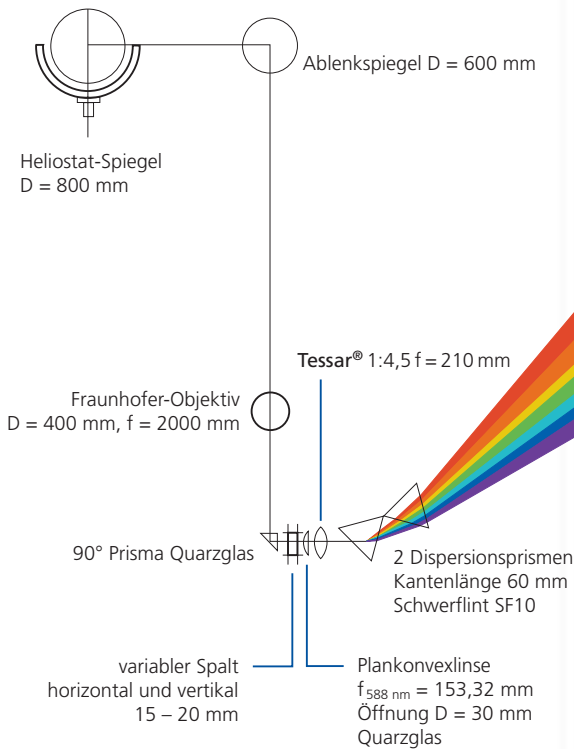 Ablenkspiegel D = 600 mm
Heliostat-Spiegel
D = 800 mm
Tessar® 1:4,5 f = 210 mm
Fraunhofer-Objektiv
D = 400 mm, f = 2000 mm
90° Prisma Quarzglas
2 Dispersionsprismen
Kantenlänge 60 mm
Schwerflint SF10
variabler Spalt
horizontal und vertikal
15 – 20 mm
Plankonvexlinse
f 588 nm = 153,32 mm
Öffnung D = 30 mm
Quarzglas